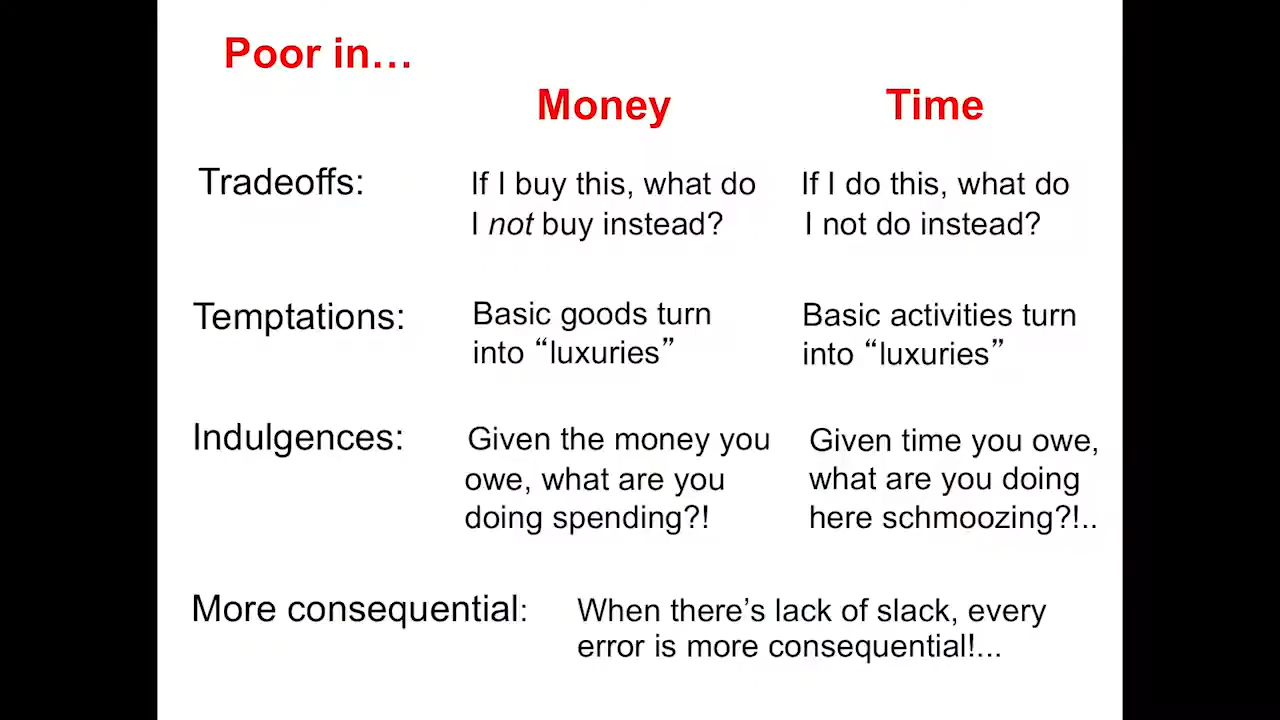 Poor in…
Money
Time
Tradeoffs:
If I buy this, what do
I not buy instead?
If I do this, what do
I not do instead?
Temptations:
Basic goods turn
into “luxuries”
Basic activities turn
into “luxuries”
Indulgences:
Given the money you
owe, what are you
doing spending?!
Given time you owe,
what are you doing
here schmoozing?!..
More consequential:
When there’s lack of slack, every
error is more consequential!...